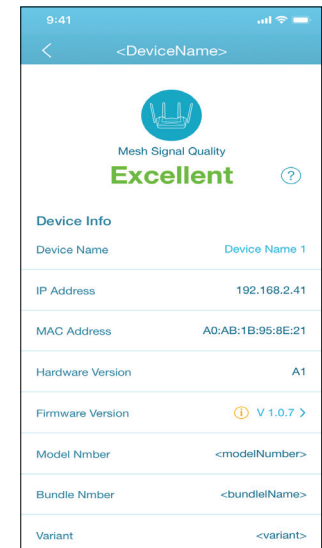 9:41
<DeviceName>
Mesh Signal Quality
Excellent ?
Device Info
Device Name Device Name 1
IP Address 192.168.2.41
MAC Address A0:AB:1B:95:8E:21
Hardware Version A1
Firmware Version i V 1.0.7 >
Model Nmber <modelNumber>
Bundle Nmber <bundlelName>
Variant <variant>